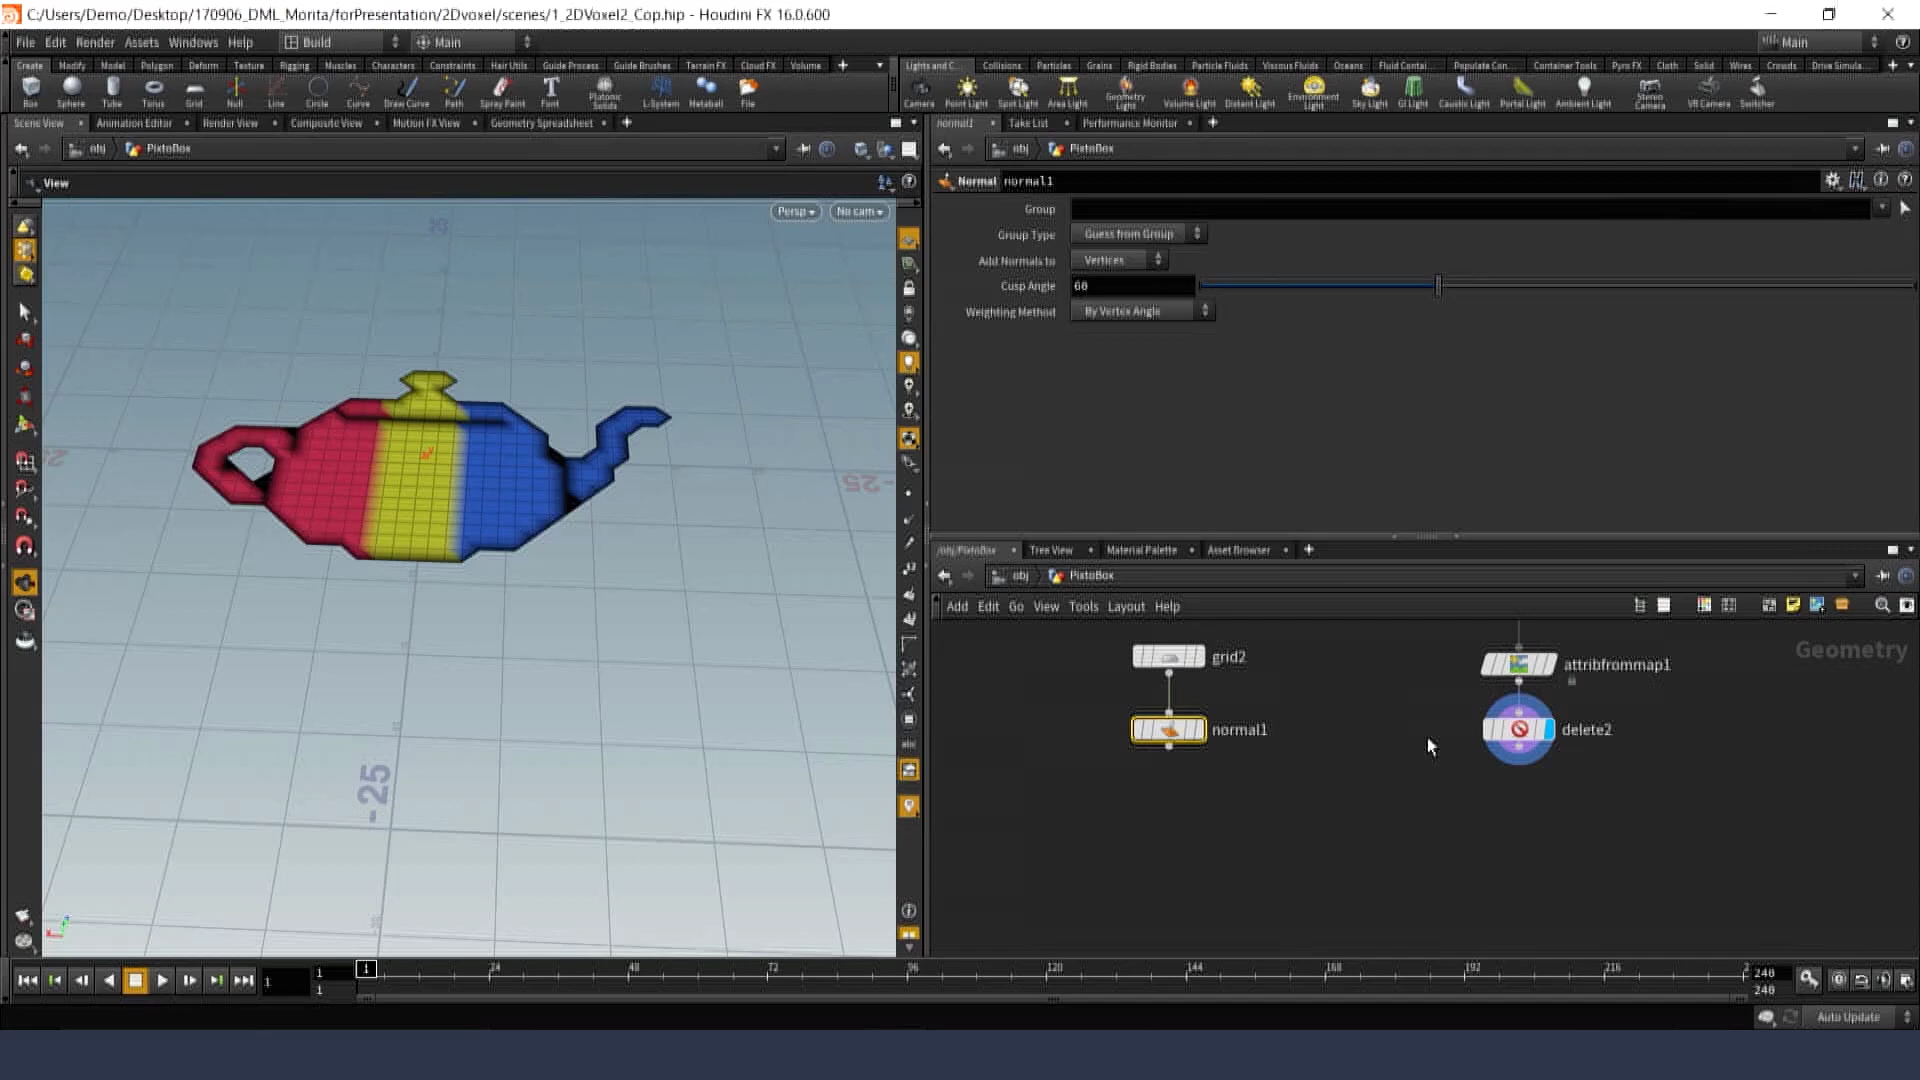 C:/Users/Demo/Desktop/170906_DML_Morita/forPresentation/2Dvoxel/scenes/1_2DVoxel2_Cop.hip - Houdini FX 16.0.600
File Edit Render Assets Windows Help Build Main Main
Create Modify Model Polygon Deform Texture Rigging Muscles Characters Constraints Hair Utils Guide Process Guide Brushes Terrain FX Cloud FX Volume
Lights and C... Collisions Particles Grains Rigid Bodies Particle Fluids Viscous Fluids Oceans Fluid Contai... Populate Con... Container Tools Pyro FX Cloth Solid Wires Crowds Drive Simula...
Box Sphere Tube Torus Grid Null Line Circle Curve Draw Curve Path Spray Paint Font Platonic Solids L-System Metaball File
Camera Point Light Spot Light Area Light Geometry Light Volume Light Distant Light Environment Light Sky Light GI Light Caustic Light Portal Light Ambient Light Stereo Camera VR Camera Switcher
Scene View Animation Editor Render View Composite View Motion FX View Geometry Spreadsheet
normal1 Take List Performance Monitor
obj PixtoBox
obj PixtoBox
View
Normal normal1
Persp No cam
Group
Group Type Guess from Group
Add Normals to Vertices
Cusp Angle 60
Weighting Method By Vertex Angle
25
-25
-25
/obj/PixtoBox Tree View Material Palette Asset Browser
obj PixtoBox
Add Edit Go View Tools Layout Help
Geometry
grid2
attribfrommap1
normal1
delete2
1
1
1
1 24 48 72 96 120 144 168 192 216 2
240
240
Auto Update